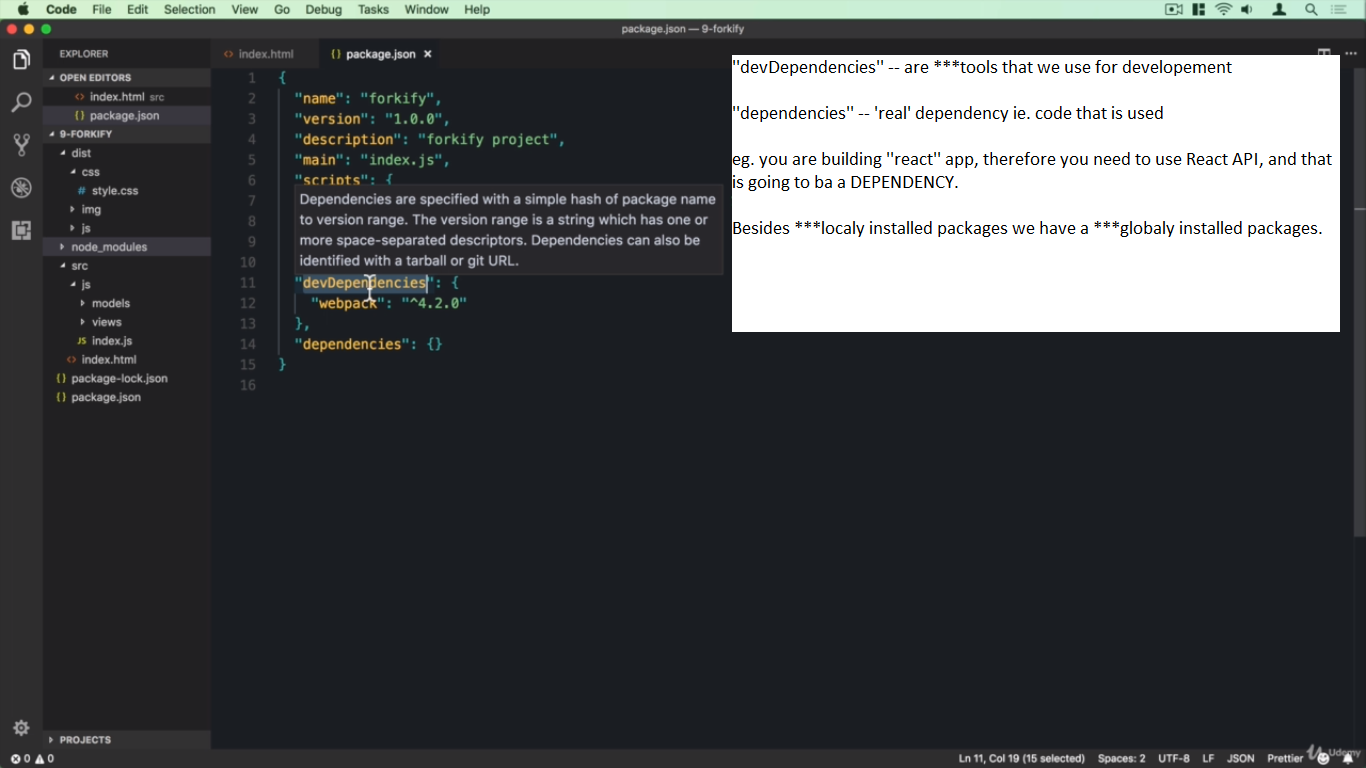 Code File Edit Selection View Go Debug Tasks Window Help
package.json — 9-forkify
EXPLORER
OPEN EDITORS
index.html src
package.json
9-FORKIFY
dist
css
# style.css
img
js
node_modules
src
js
models
views
JS index.js
index.html
{} package-lock.json
{} package.json
PROJECTS
index.html
{} package.json ×
1 {
2 "name": "forkify",
3 "version": "1.0.0",
4 "description": "forkify project",
5 "main": "index.js",
6 "scripts": {
7
8
9
10
Dependencies are specified with a simple hash of package name
to version range. The version range is a string which has one or
more space-separated descriptors. Dependencies can also be
identified with a tarball or git URL.
11 "devDependencies": {
12 "webpack": "^4.2.0"
13 },
14 "dependencies": {}
15 }
16
"devDependencies" -- are ***tools that we use for developement
"dependencies" -- 'real' dependency ie. code that is used
eg. you are building "react" app, therefore you need to use React API, and that
is going to ba a DEPENDENCY.
Besides ***localy installed packages we have a ***globaly installed packages.
0 0
Ln 11, Col 19 (15 selected) Spaces: 2 UTF-8 LF JSON Prettier
Udemy